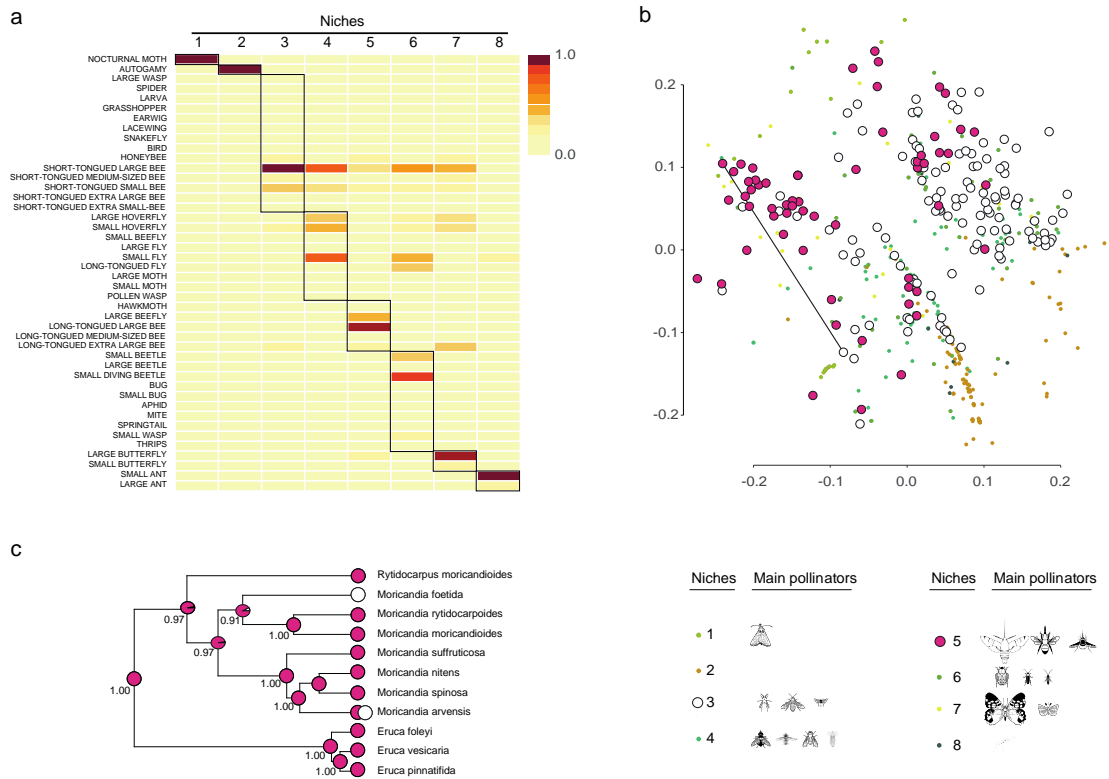 a
Niches
1 2 3 4 5 6 7 8
NOCTURNAL MOTH
AUTOGAMY
LARGE WASP
SPIDER
LARVA
GRASSHOPPER
EARWIG
LACEWING
SNAKEFLY
BIRD
HONEYBEE
SHORT-TONGUED LARGE BEE
SHORT-TONGUED MEDIUM-SIZED BEE
SHORT-TONGUED SMALL BEE
SHORT-TONGUED EXTRA LARGE BEE
SHORT-TONGUED EXTRA SMALL-BEE
LARGE HOVERFLY
SMALL HOVERFLY
SMALL BEEFLY
LARGE FLY
SMALL FLY
LONG-TONGUED FLY
LARGE MOTH
SMALL MOTH
POLLEN WASP
HAWKMOTH
LARGE BEEFLY
LONG-TONGUED LARGE BEE
LONG-TONGUED MEDIUM-SIZED BEE
LONG-TONGUED EXTRA LARGE BEE
SMALL BEETLE
LARGE BEETLE
SMALL DIVING BEETLE
BUG
SMALL BUG
APHID
MITE
SPRINGTAIL
SMALL WASP
THRIPS
LARGE BUTTERFLY
SMALL BUTTERFLY
SMALL ANT
LARGE ANT
1.0
0.0
b
0.2
0.1
0.0
-0.1
-0.2
-0.2 -0.1 0.0 0.1 0.2
c
Rytidocarpus moricandioides
Moricandia foetida
Moricandia rytidocarpoides
Moricandia moricandioides
Moricandia suffruticosa
Moricandia nitens
Moricandia spinosa
Moricandia arvensis
Eruca foleyi
Eruca vesicaria
Eruca pinnatifida
0.97
0.91
1.00
0.97
1.00
1.00
1.00
1.00
1.00
Niches Main pollinators
1
2
3
4
Niches Main pollinators
5
6
7
8